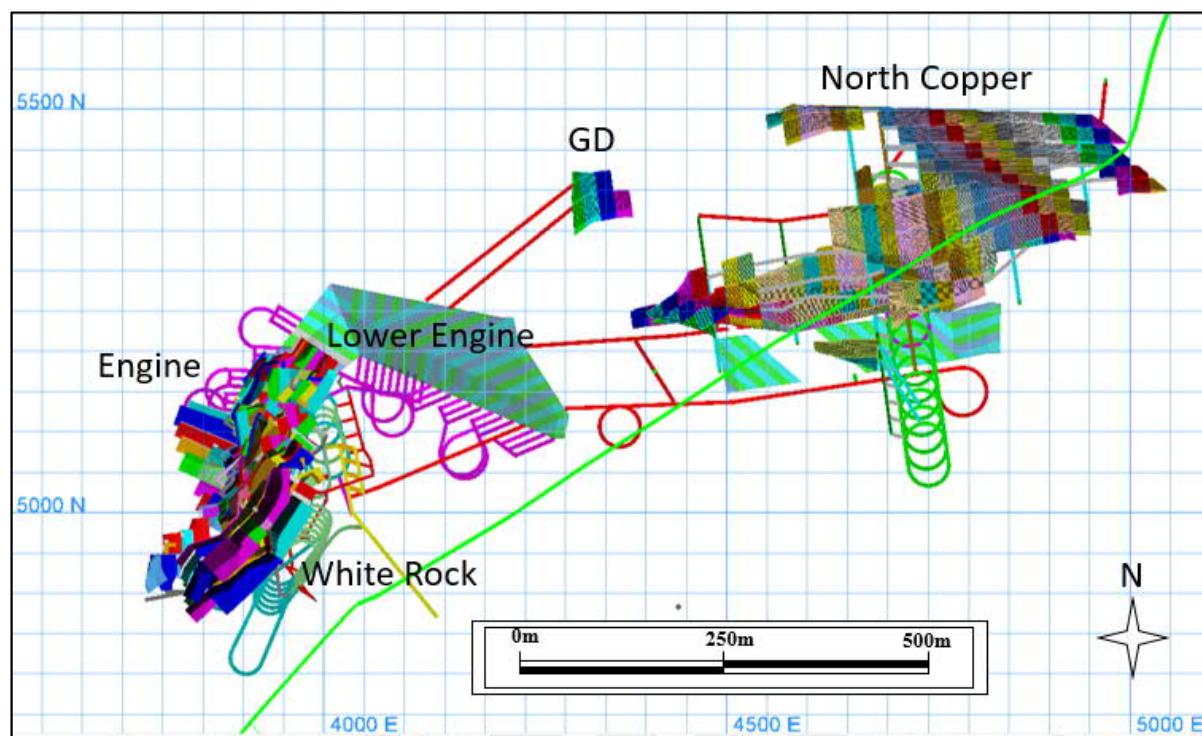 North Copper
5500 N
GD
Lower Engine
Engine
5000 N
White Rock
N
0m 250m 500m
4000 E 4500 E 5000 E